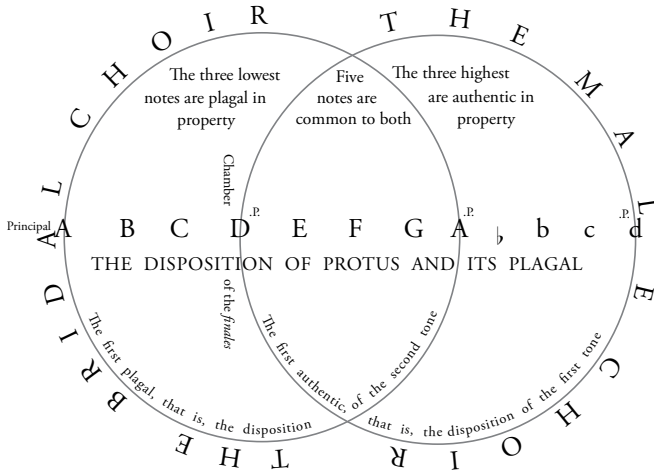 THE BRIDAL CHOIR
THE MALE CHOIR
The three lowest
notes are plagal in
property
Five
notes are
common to both
The three highest
are authentic in
property
Chamber
.P. .P. .P.
Principal A B C D E F G A ♭ b c d
THE DISPOSITION OF PROTUS AND ITS PLAGAL
of the finales
The first plagal, that is, the disposition of the second tone
The first authentic, that is, the disposition of the first tone